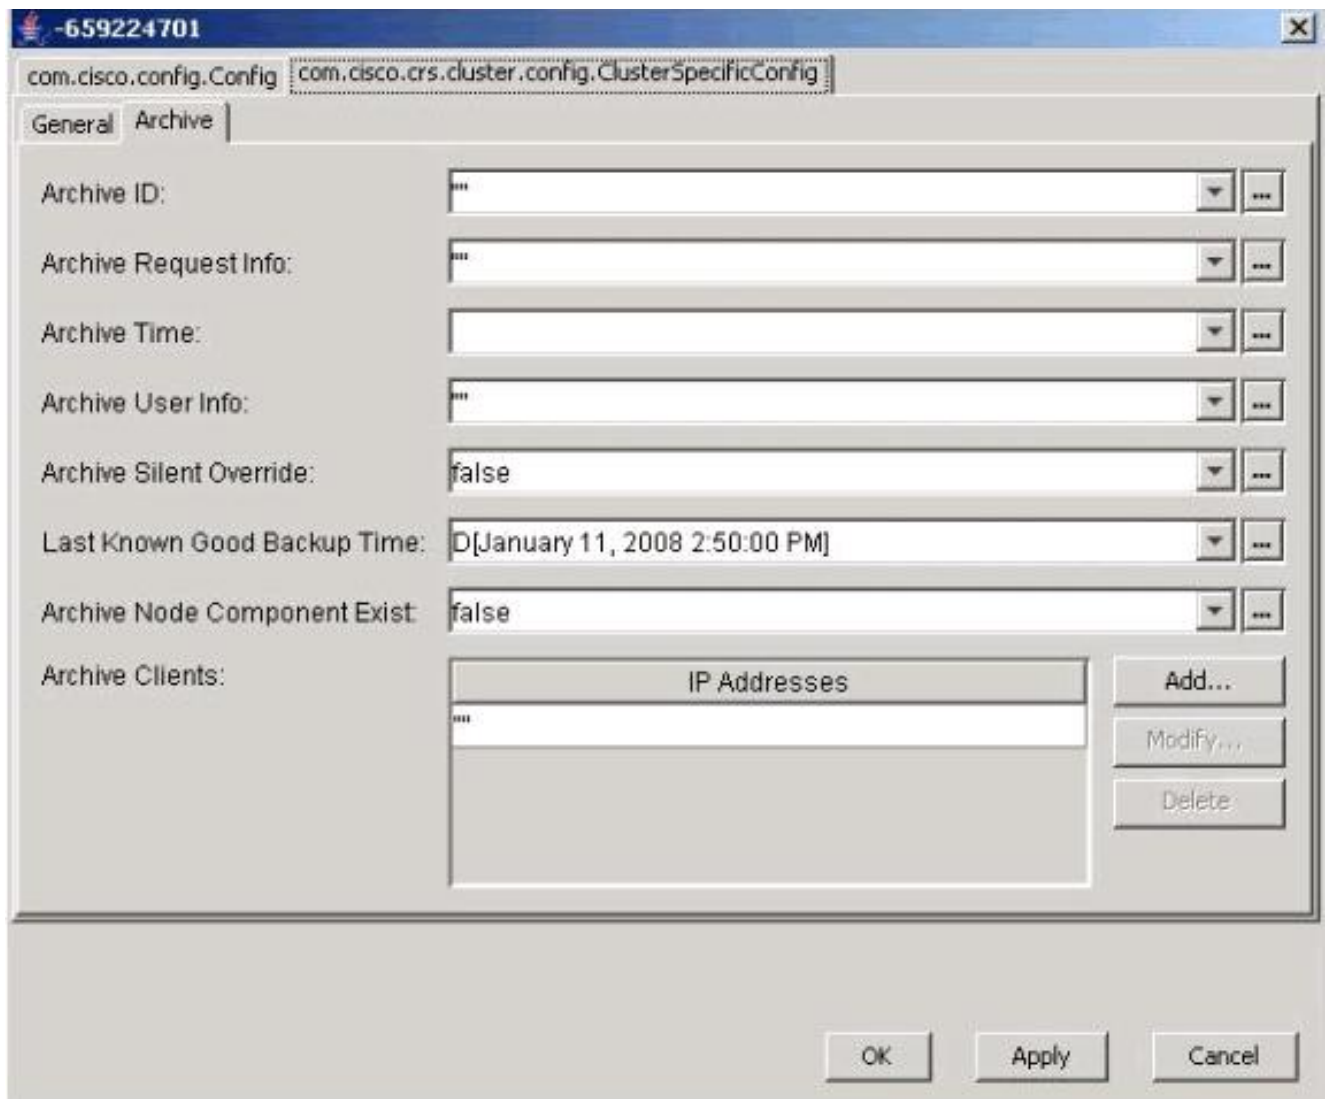 -659224701
com.cisco.config.Config com.cisco.crs.cluster.config.ClusterSpecificConfig
General Archive
Archive ID: "" ...
Archive Request Info: "" ...
Archive Time: ...
Archive User Info: "" ...
Archive Silent Override: false ...
Last Known Good Backup Time: D[January 11, 2008 2:50:00 PM] ...
Archive Node Component Exist: false ...
Archive Clients: IP Addresses Add...
""
Modify...
Delete
OK Apply Cancel